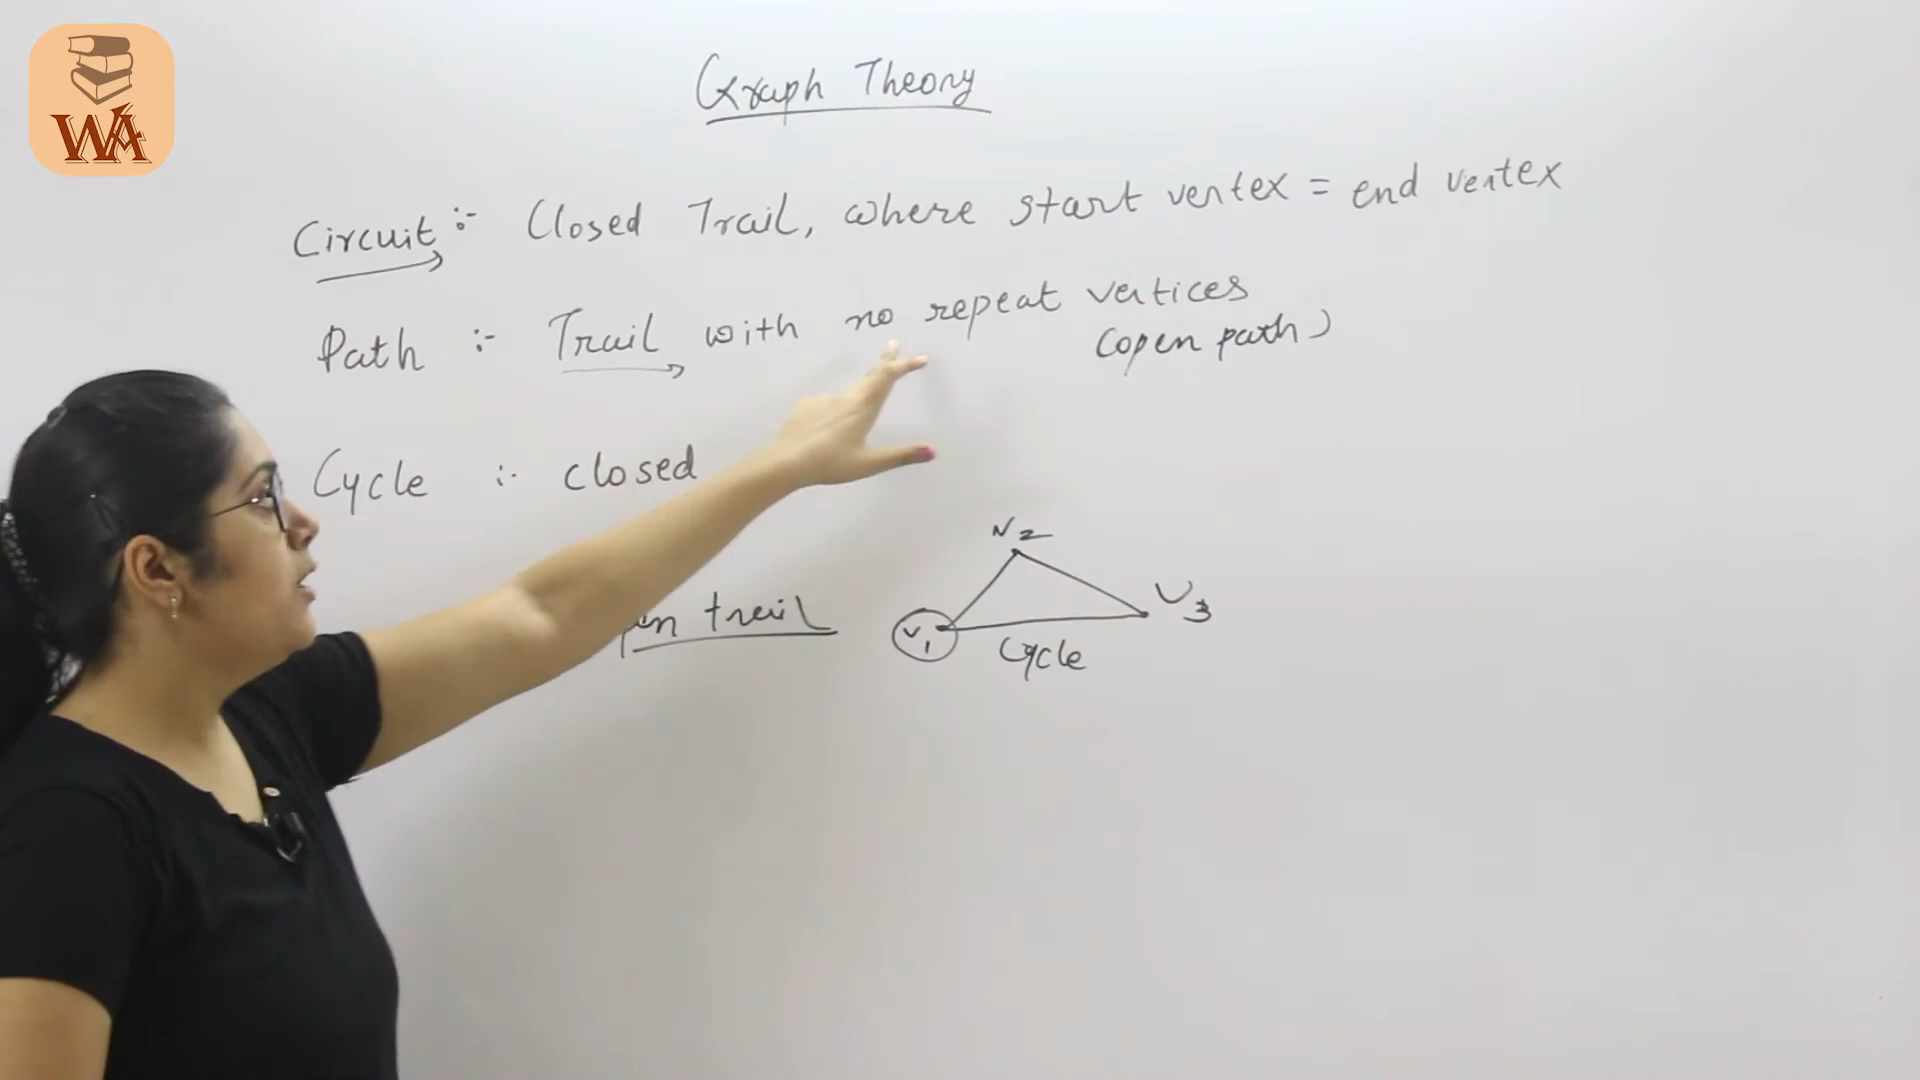 WA
Graph Theory
Circuit :- Closed Trail, where start vertex = end vertex
Path :- Trail with no repeat vertices
(open path)
Cycle :- closed
trail
V2
V1
V3
Cycle